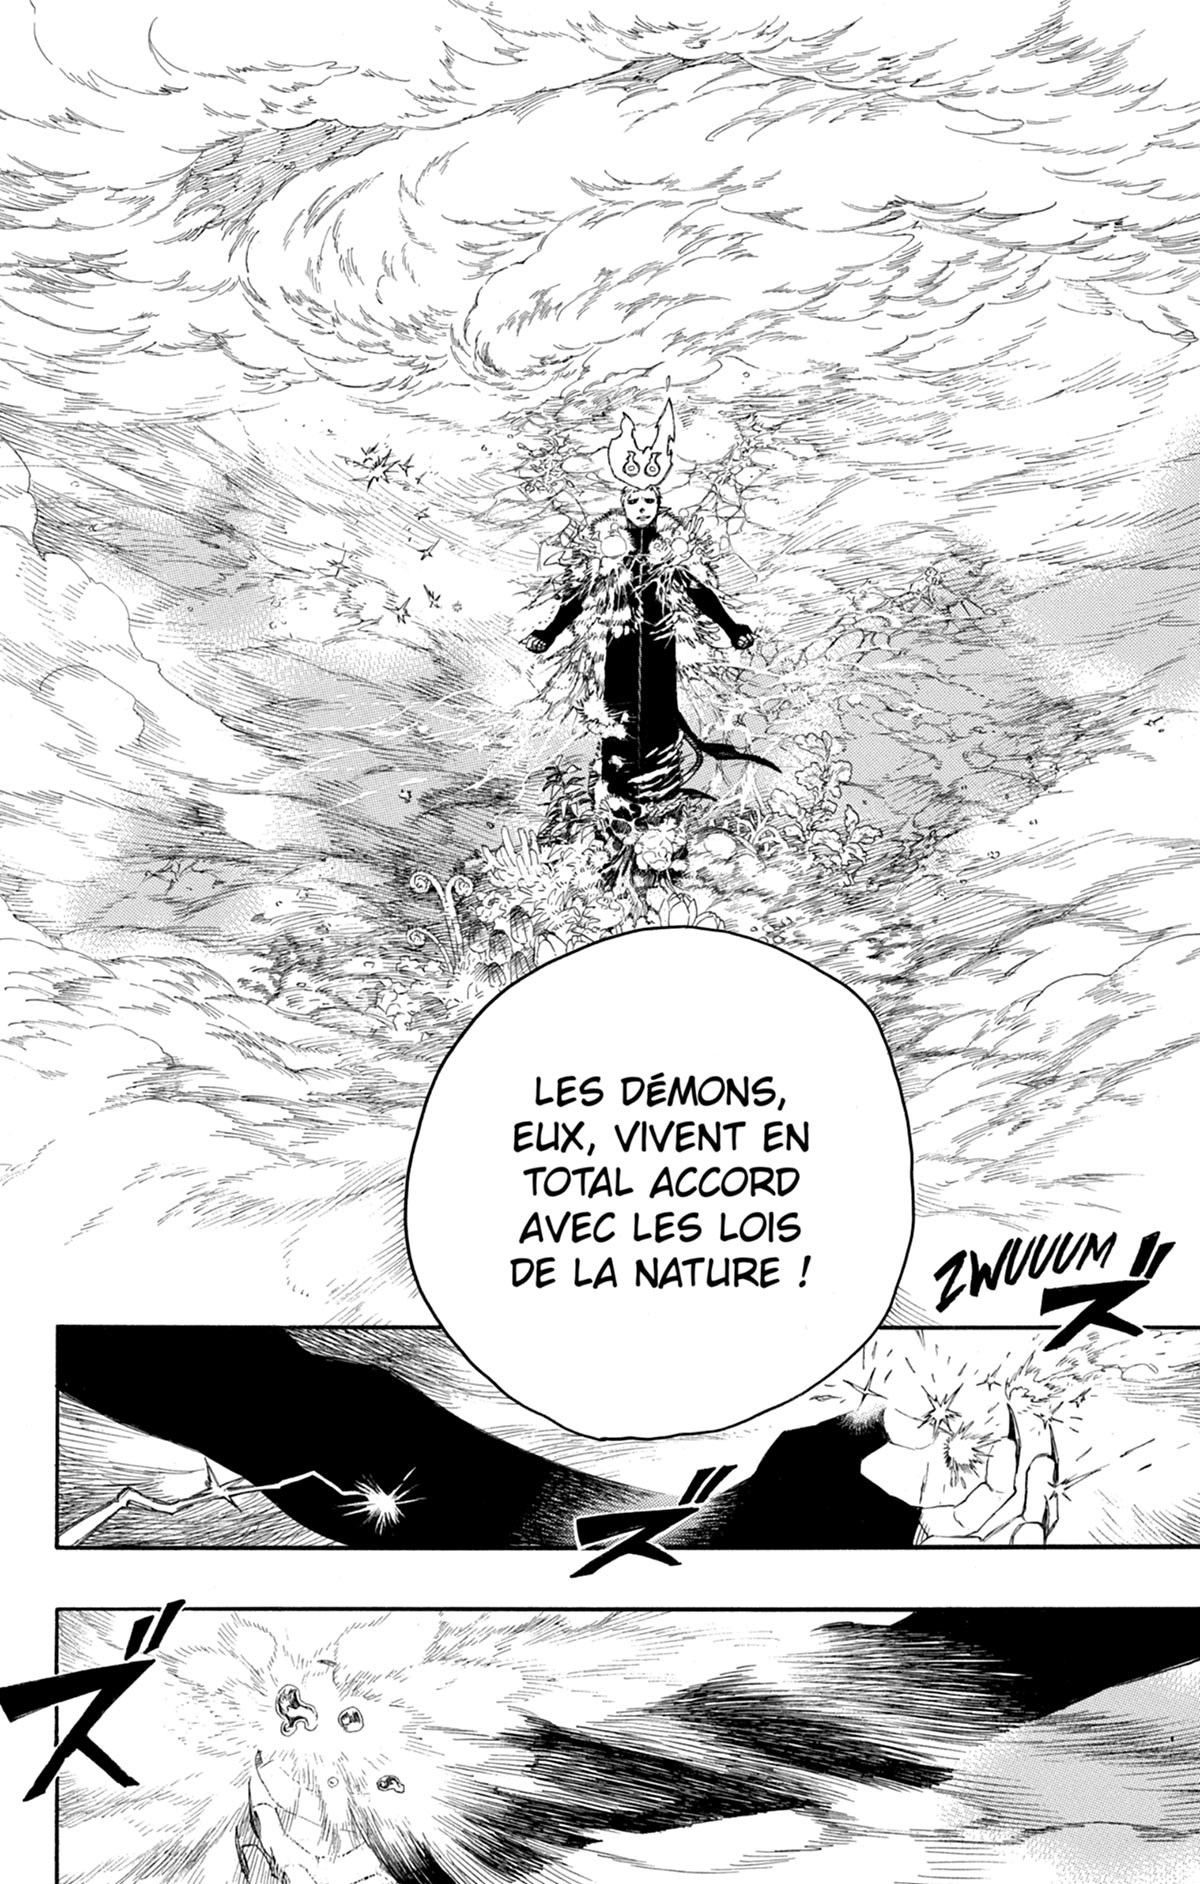 LES DÉMONS,
EUX, VIVENT EN
TOTAL ACCORD
AVEC LES LOIS
DE LA NATURE !
ZWUUUM
ズ
ズ
ズ